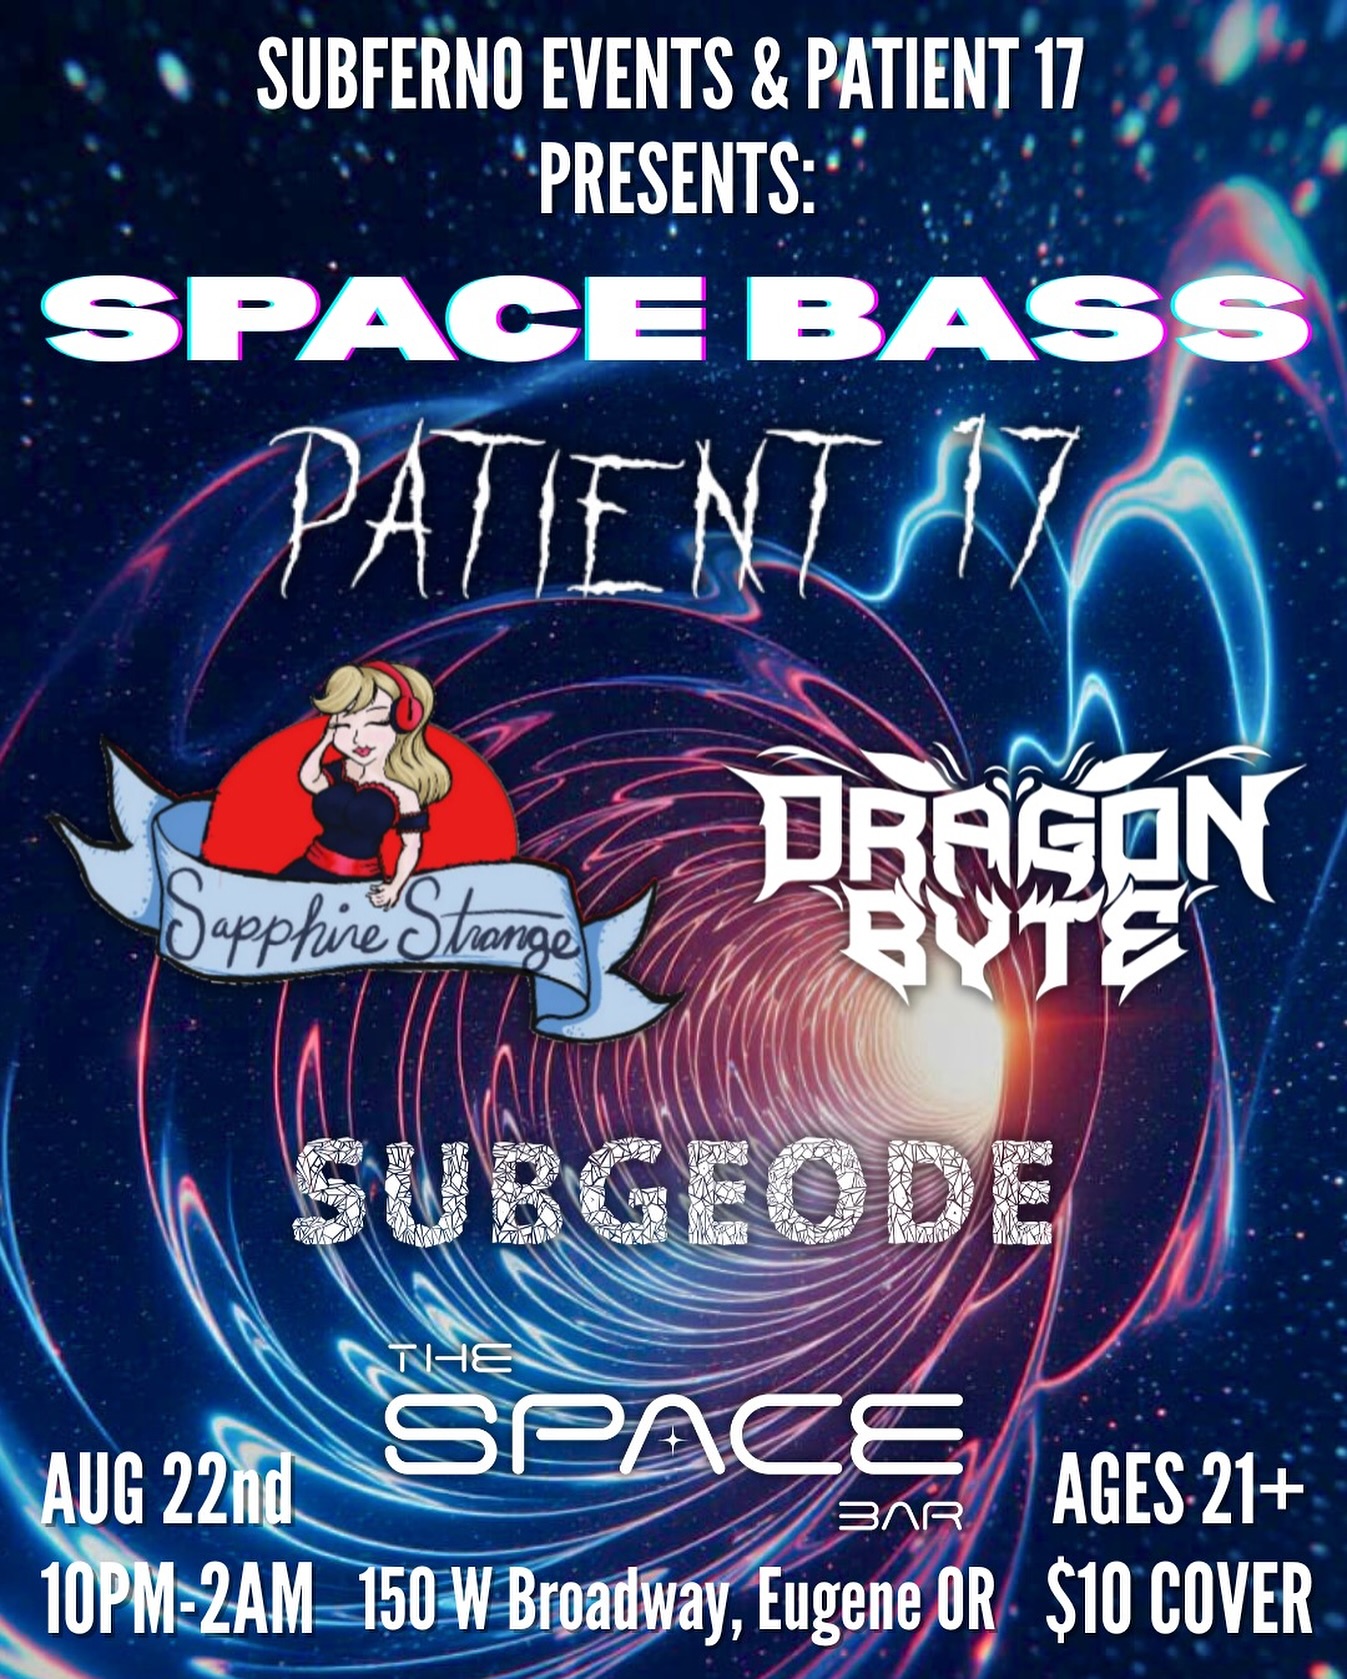 SUBFERNO EVENTS & PATIENT 17
PRESENTS:
SPACE BASS
PATIENT 17
Sapphire Strange
DRAGON
BYTE
SUBGEODE
THE
SPACE
BAR
AUG 22nd
10PM-2AM
150 W Broadway, Eugene OR
AGES 21+
$10 COVER